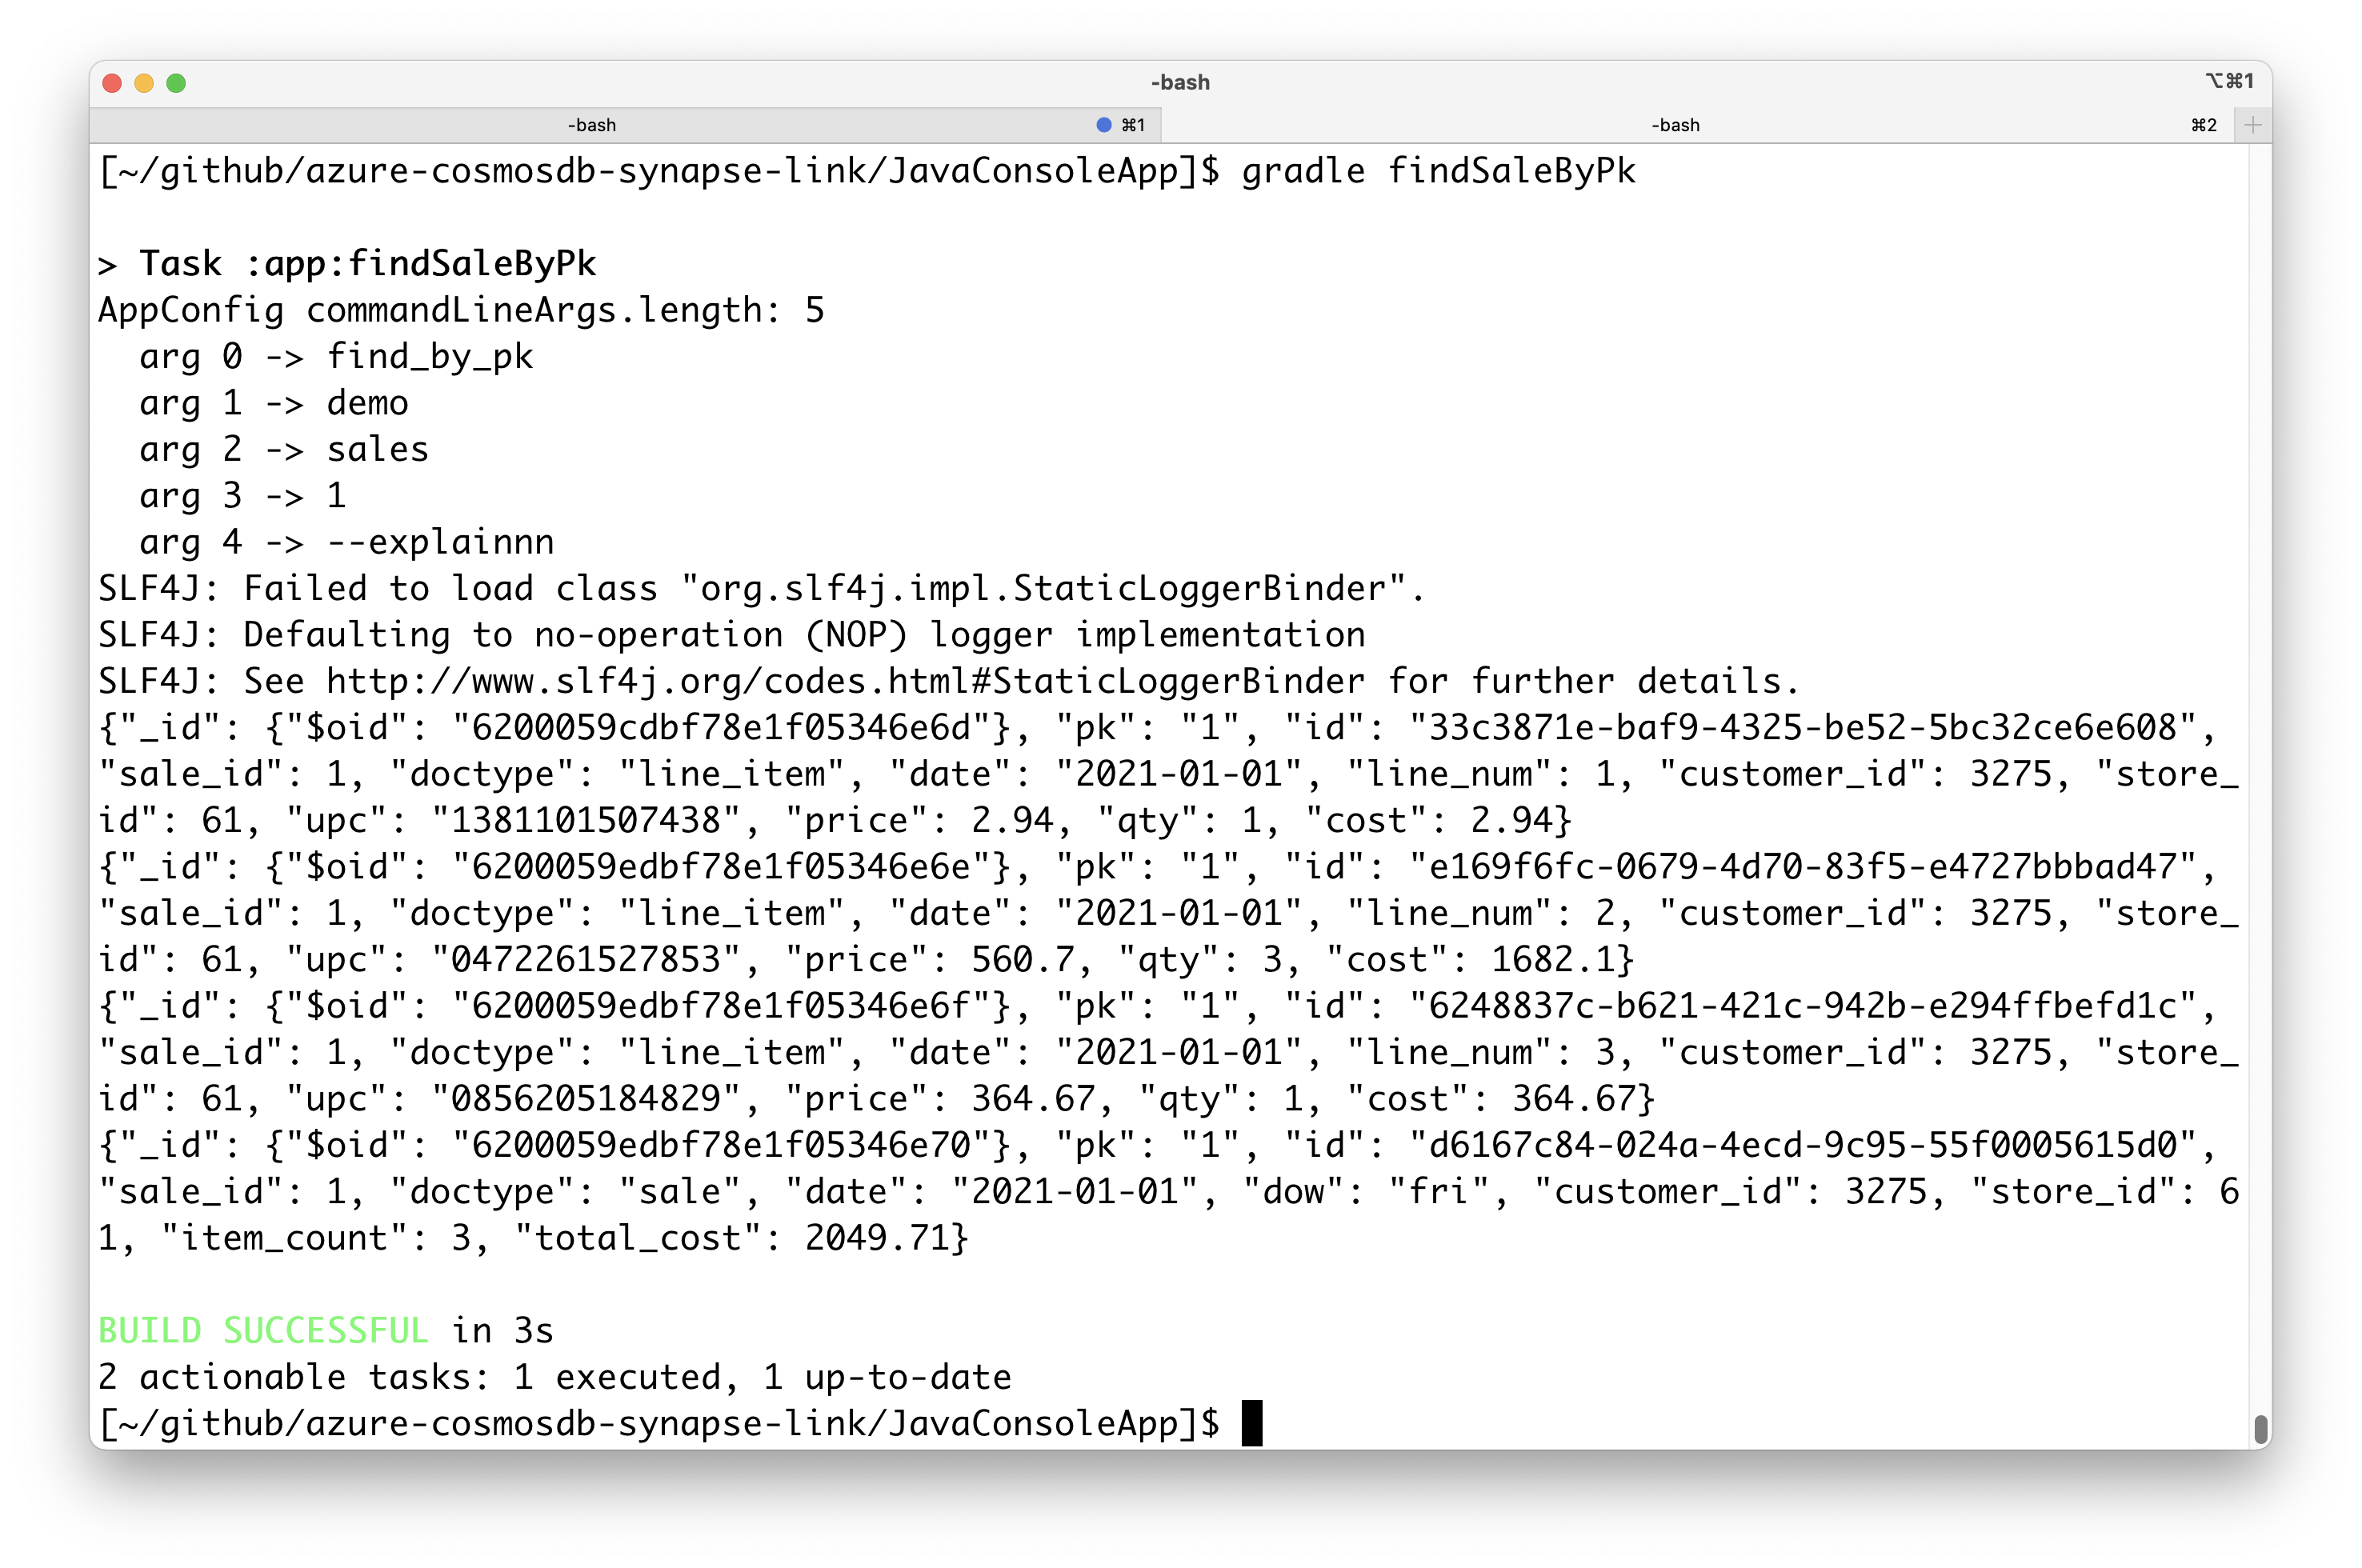 -bash
⌥⌘1
-bash
⌘1
-bash
⌘2
[~/github/azure-cosmosdb-synapse-link/JavaConsoleApp]$ gradle findSaleByPk
> Task :app:findSaleByPk
AppConfig commandLineArgs.length: 5
  arg 0 -> find_by_pk
  arg 1 -> demo
  arg 2 -> sales
  arg 3 -> 1
  arg 4 -> --explainnn
SLF4J: Failed to load class "org.slf4j.impl.StaticLoggerBinder".
SLF4J: Defaulting to no-operation (NOP) logger implementation
SLF4J: See http://www.slf4j.org/codes.html#StaticLoggerBinder for further details.
{"_id": {"$oid": "6200059cdbf78e1f05346e6d"}, "pk": "1", "id": "33c3871e-baf9-4325-be52-5bc32ce6e608",
"sale_id": 1, "doctype": "line_item", "date": "2021-01-01", "line_num": 1, "customer_id": 3275, "store_
id": 61, "upc": "1381101507438", "price": 2.94, "qty": 1, "cost": 2.94}
{"_id": {"$oid": "6200059edbf78e1f05346e6e"}, "pk": "1", "id": "e169f6fc-0679-4d70-83f5-e4727bbbad47",
"sale_id": 1, "doctype": "line_item", "date": "2021-01-01", "line_num": 2, "customer_id": 3275, "store_
id": 61, "upc": "0472261527853", "price": 560.7, "qty": 3, "cost": 1682.1}
{"_id": {"$oid": "6200059edbf78e1f05346e6f"}, "pk": "1", "id": "6248837c-b621-421c-942b-e294ffbefd1c",
"sale_id": 1, "doctype": "line_item", "date": "2021-01-01", "line_num": 3, "customer_id": 3275, "store_
id": 61, "upc": "0856205184829", "price": 364.67, "qty": 1, "cost": 364.67}
{"_id": {"$oid": "6200059edbf78e1f05346e70"}, "pk": "1", "id": "d6167c84-024a-4ecd-9c95-55f0005615d0",
"sale_id": 1, "doctype": "sale", "date": "2021-01-01", "dow": "fri", "customer_id": 3275, "store_id": 6
1, "item_count": 3, "total_cost": 2049.71}
BUILD SUCCESSFUL in 3s
2 actionable tasks: 1 executed, 1 up-to-date
[~/github/azure-cosmosdb-synapse-link/JavaConsoleApp]$